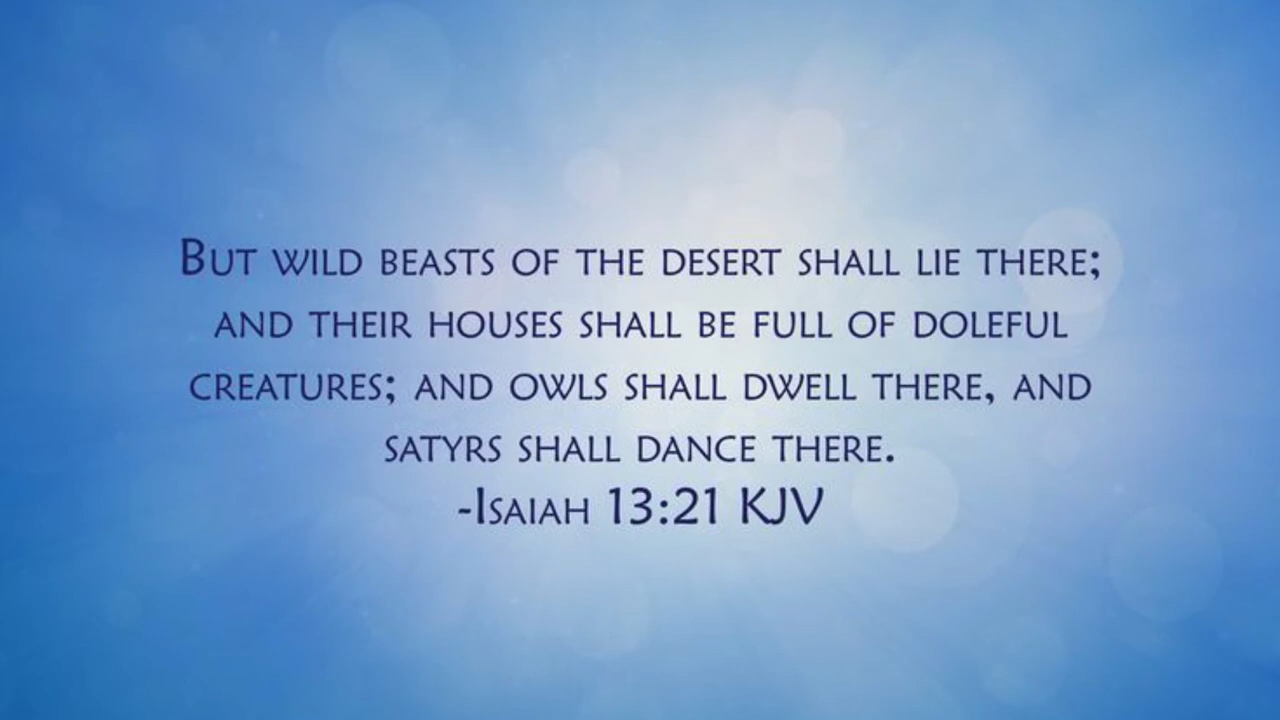 But wild beasts of the desert shall lie there;
and their houses shall be full of doleful
creatures; and owls shall dwell there, and
satyrs shall dance there.
-Isaiah 13:21 KJV